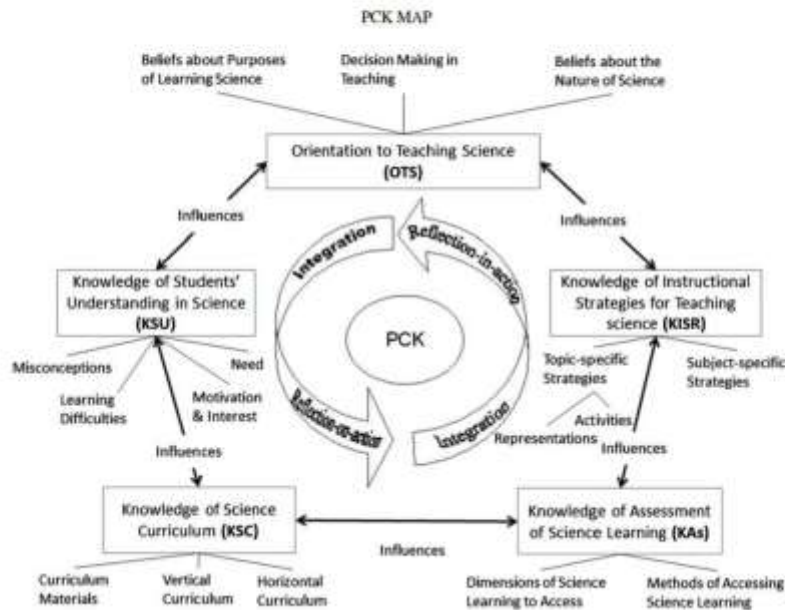 PCK MAP
Beliefs about Purposes
of Learning Science
Decision Making in
Teaching
Beliefs about the
Nature of Science
Orientation to Teaching Science
(OTS)
Influences
Influences
Integration
Reflection-in-action
Knowledge of Students'
Understanding in Science
(KSU)
PCK
Knowledge of Instructional
Strategies for Teaching
science (KISR)
Misconceptions
Need
Learning
Difficulties
Motivation
& Interest
Topic-specific
Strategies
Subject-specific
Strategies
Activities
Representations
Reflection-on-action
Integration
Influences
Influences
Knowledge of Science
Curriculum (KSC)
Influences
Knowledge of Assessment
of Science Learning (KAs)
Curriculum
Materials
Vertical
Curriculum
Horizontal
Curriculum
Dimensions of Science
Learning to Access
Methods of Accessing
Science Learning